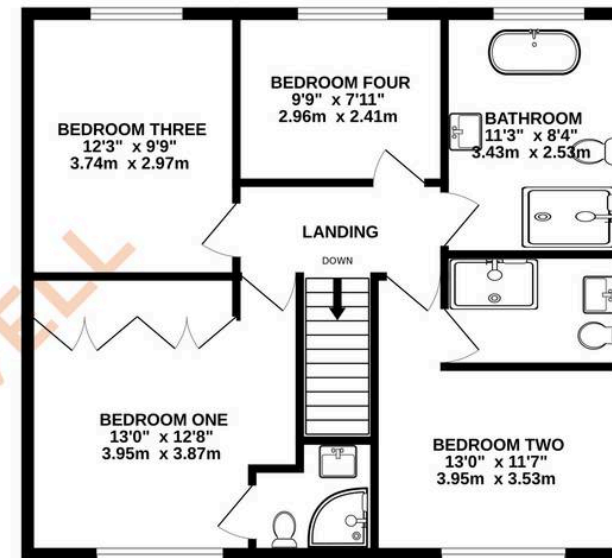 BEDROOM THREE
12'3" x 9'9"
3.74m x 2.97m
BEDROOM FOUR
9'9" x 7'11"
2.96m x 2.41m
BATHROOM
11'3" x 8'4"
3.43m x 2.53m
LANDING
DOWN
BEDROOM ONE
13'0" x 12'8"
3.95m x 3.87m
BEDROOM TWO
13'0" x 11'7"
3.95m x 3.53m